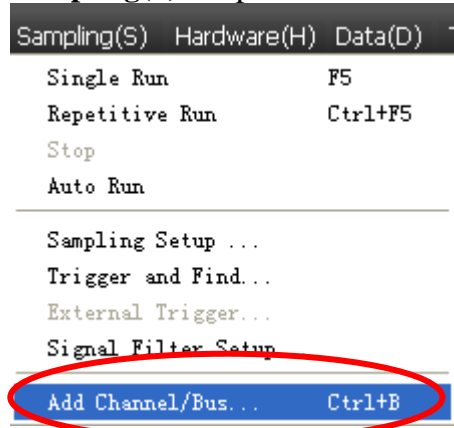 Sampling(S) Hardware(H) Data(D)
Single Run F5
Repetitive Run Ctrl+F5
Stop
Auto Run
Sampling Setup ...
Trigger and Find...
External Trigger...
Signal Filter Setup
Add Channel/Bus... Ctrl+B